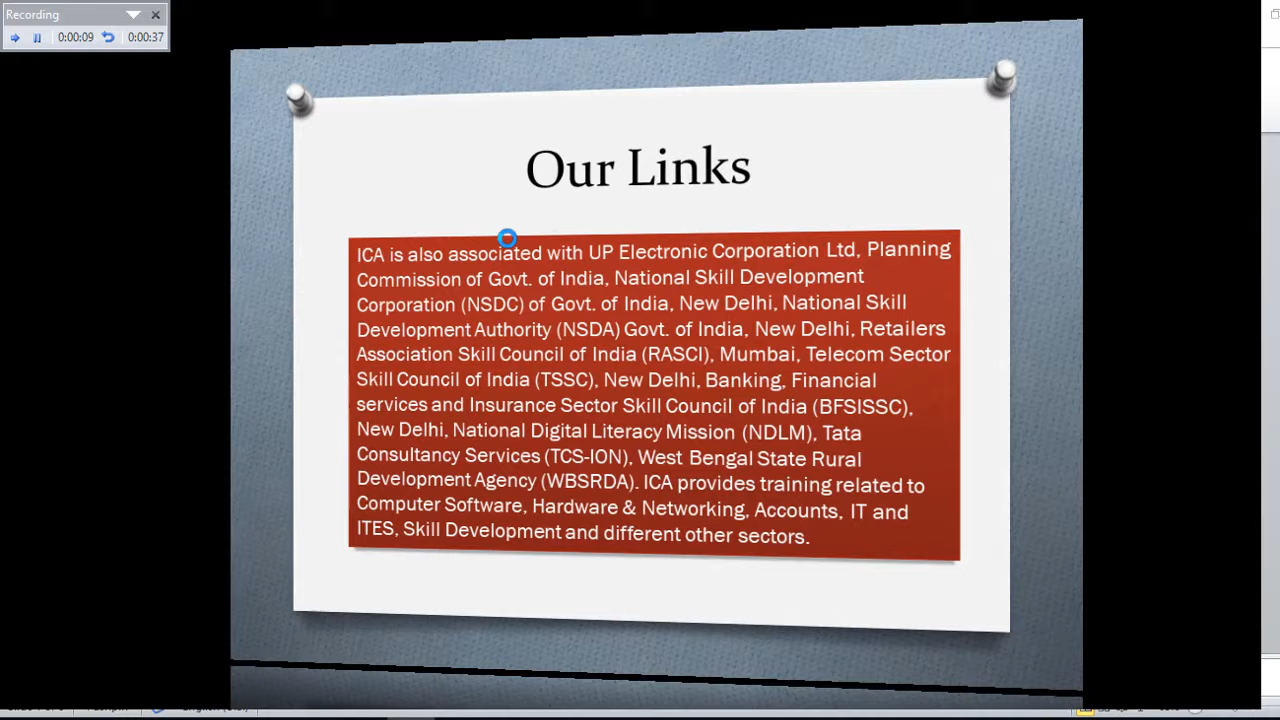 Recording
0:00:09
0:00:37
Our Links
ICA is also associated with UP Electronic Corporation Ltd, Planning
Commission of Govt. of India, National Skill Development
Corporation (NSDC) of Govt. of India, New Delhi, National Skill
Development Authority (NSDA) Govt. of India, New Delhi, Retailers
Association Skill Council of India (RASCI), Mumbai, Telecom Sector
Skill Council of India (TSSC), New Delhi, Banking, Financial
services and Insurance Sector Skill Council of India (BFSISSC),
New Delhi, National Digital Literacy Mission (NDLM), Tata
Consultancy Services (TCS-ION), West Bengal State Rural
Development Agency (WBSRDA). ICA provides training related to
Computer Software, Hardware & Networking, Accounts, IT and
ITES, Skill Development and different other sectors.